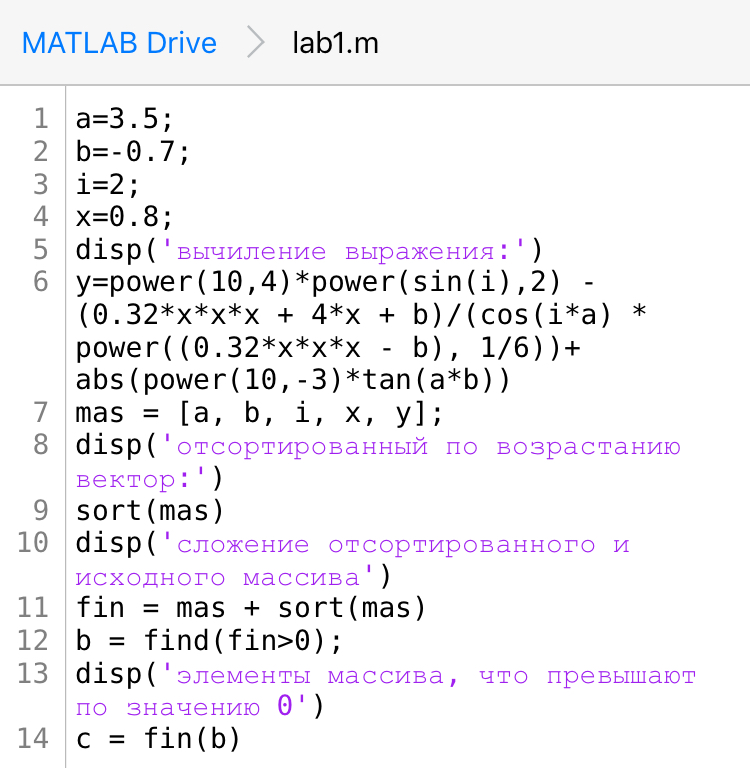 MATLAB Drive > lab1.m
1 a=3.5;
2 b=-0.7;
3 i=2;
4 x=0.8;
5 disp('вычиление выражения:')
6 y=power(10,4)*power(sin(i),2) -
(0.32*x*x*x + 4*x + b)/(cos(i*a) *
power((0.32*x*x*x - b), 1/6))+
abs(power(10,-3)*tan(a*b))
7 mas = [a, b, i, x, y];
8 disp('отсортированный по возрастанию
вектор:')
9 sort(mas)
10 disp('сложение отсортированного и
исходного массива')
11 fin = mas + sort(mas)
12 b = find(fin>0);
13 disp('элементы массива, что превышают
по значению 0')
14 c = fin(b)